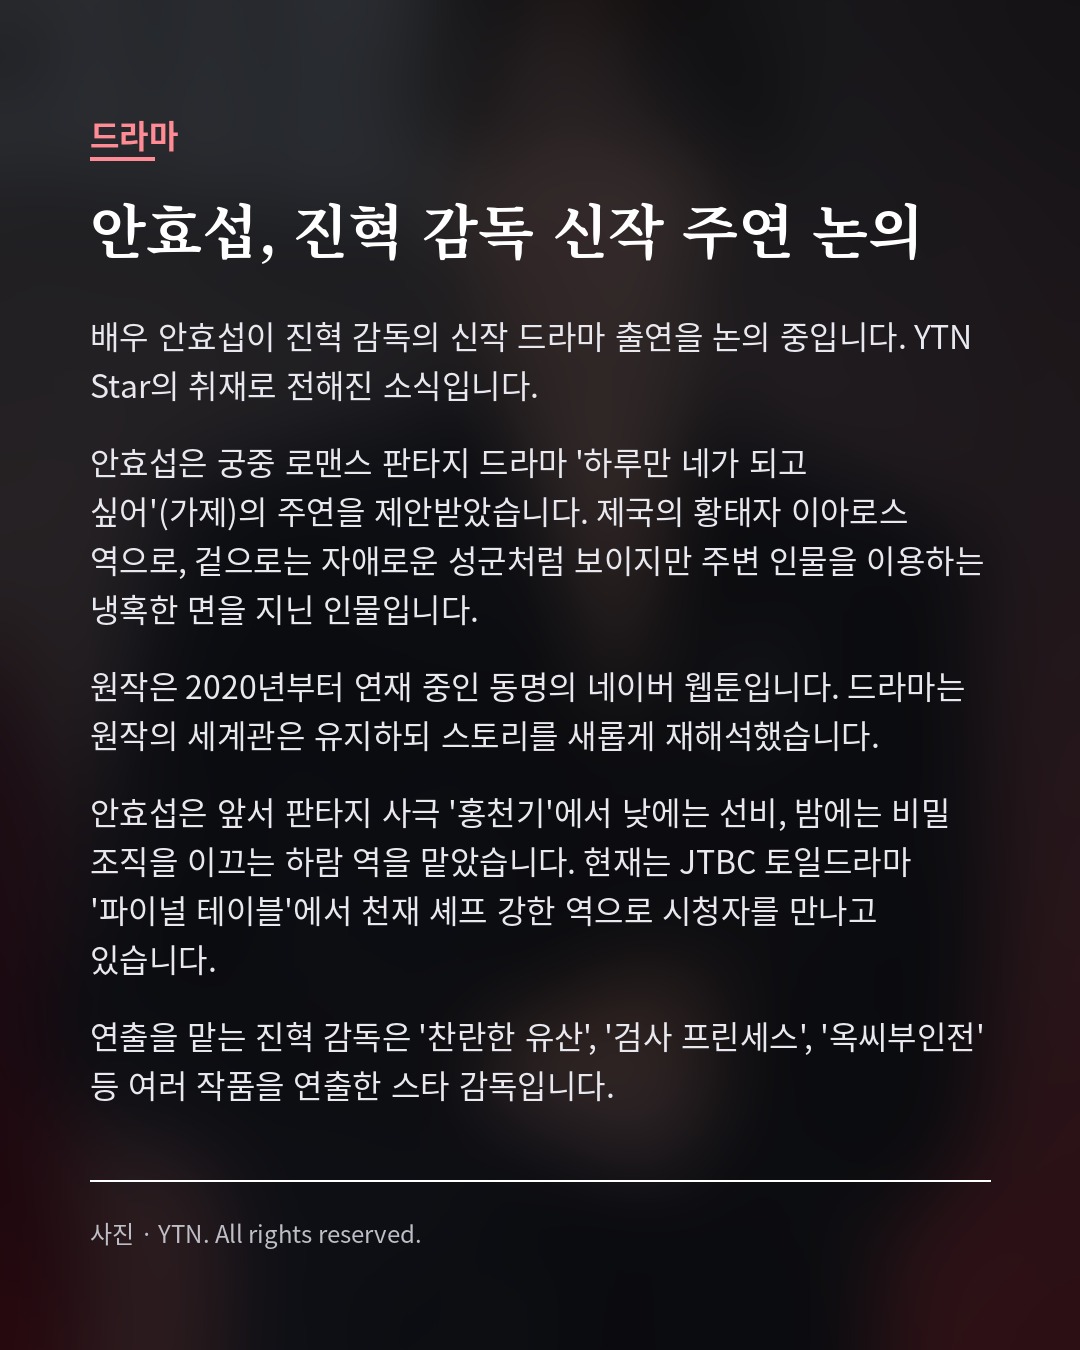 드라마
안효섭, 진혁 감독 신작 주연 논의
배우 안효섭이 진혁 감독의 신작 드라마 출연을 논의 중입니다. YTN
Star의 취재로 전해진 소식입니다.
안효섭은 궁중 로맨스 판타지 드라마 '하루만 네가 되고
싶어'(가제)의 주연을 제안받았습니다. 제국의 황태자 이아로스
역으로, 겉으로는 자애로운 성군처럼 보이지만 주변 인물을 이용하는
냉혹한 면을 지닌 인물입니다.
원작은 2020년부터 연재 중인 동명의 네이버 웹툰입니다. 드라마는
원작의 세계관은 유지하되 스토리를 새롭게 재해석했습니다.
안효섭은 앞서 판타지 사극 '홍천기'에서 낮에는 선비, 밤에는 비밀
조직을 이끄는 하람 역을 맡았습니다. 현재는 JTBC 토일드라마
'파이널 테이블'에서 천재 셰프 강한 역으로 시청자를 만나고
있습니다.
연출을 맡는 진혁 감독은 '찬란한 유산', '검사 프린세스', '옥씨부인전'
등 여러 작품을 연출한 스타 감독입니다.
사진 · YTN. All rights reserved.